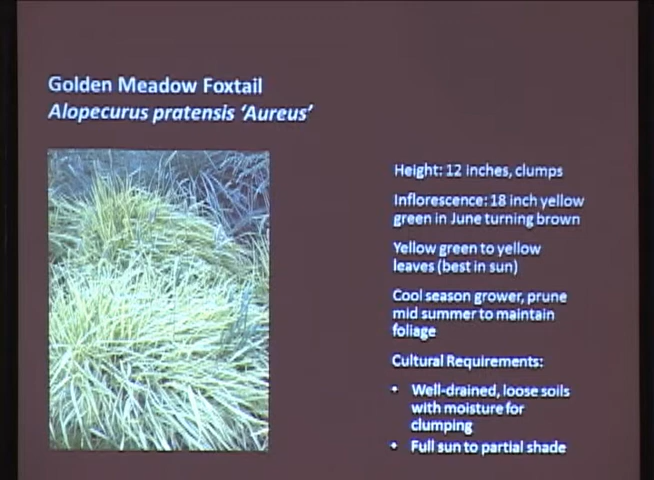 Golden Meadow Foxtail
Alopecurus pratensis ‘Aureus’
Height: 12 inches, clumps
Inflorescence: 18 inch yellow
green in June turning brown
Yellow green to yellow
leaves (best in sun)
Cool season grower, prune
mid summer to maintain
foliage
Cultural Requirements:
• Well-drained, loose soils
with moisture for
clumping
• Full sun to partial shade